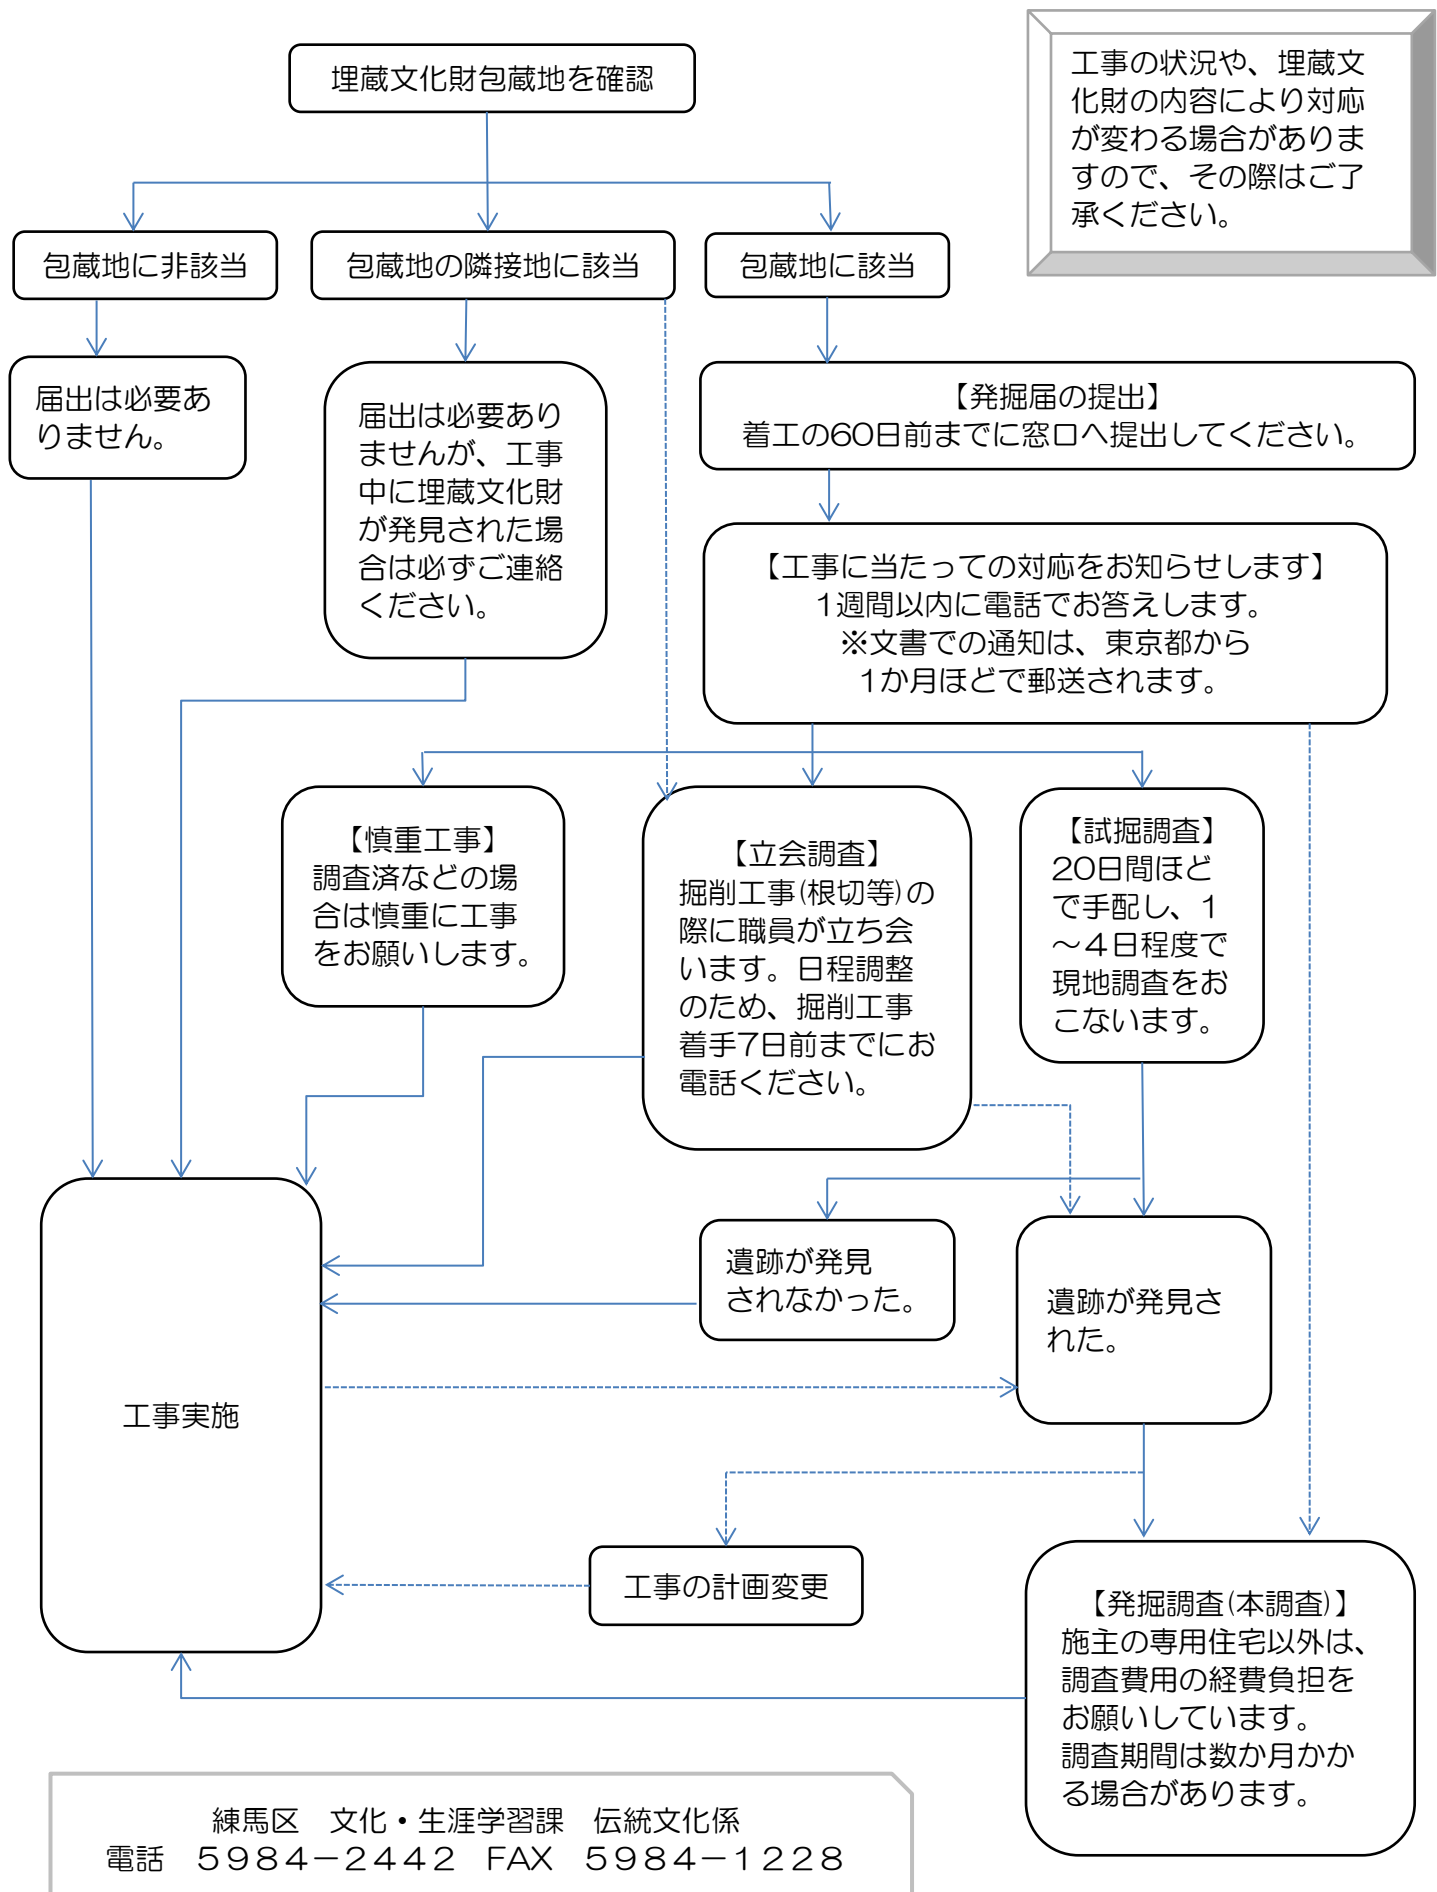 埋蔵文化財包蔵地を確認
工事の状況や、埋蔵文
化財の内容により対応
が変わる場合がありま
すので、その際はご了
承ください。
包蔵地に非該当
包蔵地の隣接地に該当
包蔵地に該当
届出は必要あ
りません。
届出は必要あり
ませんが、工事
中に埋蔵文化財
が発見された場
合は必ずご連絡
ください。
【発掘届の提出】
着工の60日前までに窓口へ提出してください。
【工事に当たっての対応をお知らせします】
1週間以内に電話でお答えします。
※文書での通知は、東京都から
1か月ほどで郵送されます。
【慎重工事】
調査済などの場
合は慎重に工事
をお願いします。
【立会調査】
掘削工事(根切等)の
際に職員が立ち会
います。日程調整
のため、掘削工事
着手7日前までにお
電話ください。
【試掘調査】
20日間ほど
で手配し、1
～4日程度で
現地調査をお
こないます。
遺跡が発見
されなかった。
遺跡が発見さ
れた。
工事実施
工事の計画変更
【発掘調査(本調査)】
施主の専用住宅以外は、
調査費用の経費負担を
お願いしています。
調査期間は数か月かか
る場合があります。
練馬区　文化・生涯学習課　伝統文化係
電話　５９８４－２４４２　FAX　５９８４－１２２８